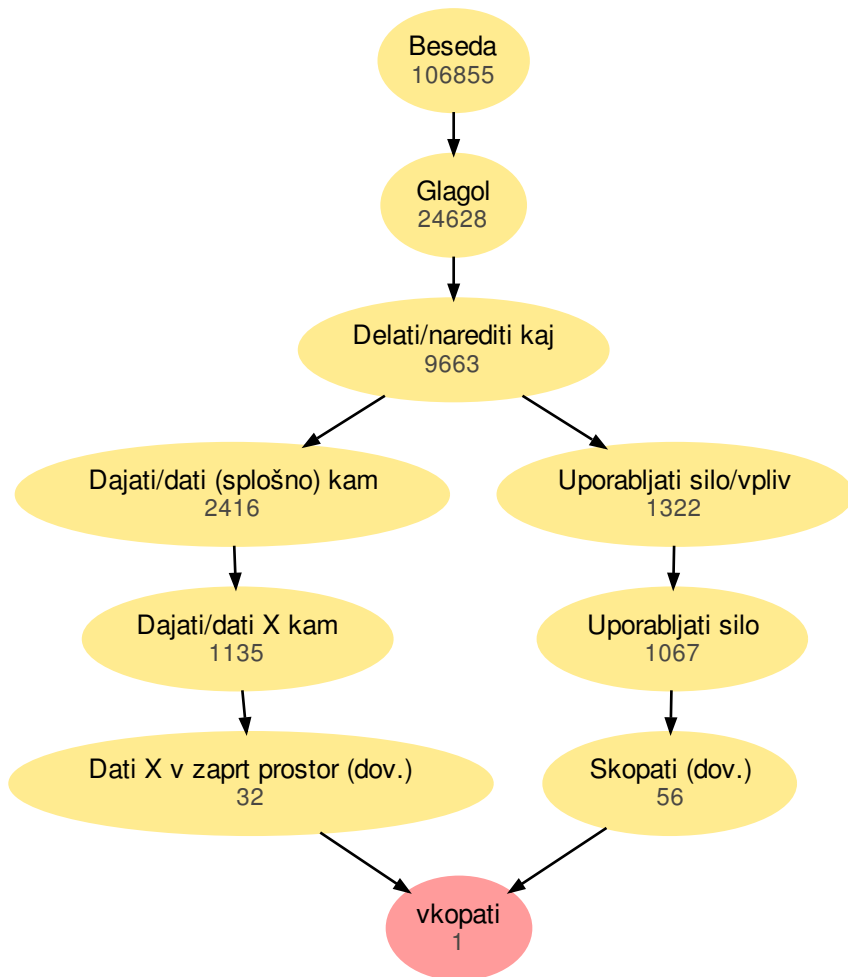 Beseda
106855
Glagol
24628
Delati/narediti kaj
9663
Dajati/dati (splošno) kam
2416
Uporabljati silo/vpliv
1322
Dajati/dati X kam
1135
Uporabljati silo
1067
Dati X v zaprt prostor (dov.)
32
Skopati (dov.)
56
vkopati
1